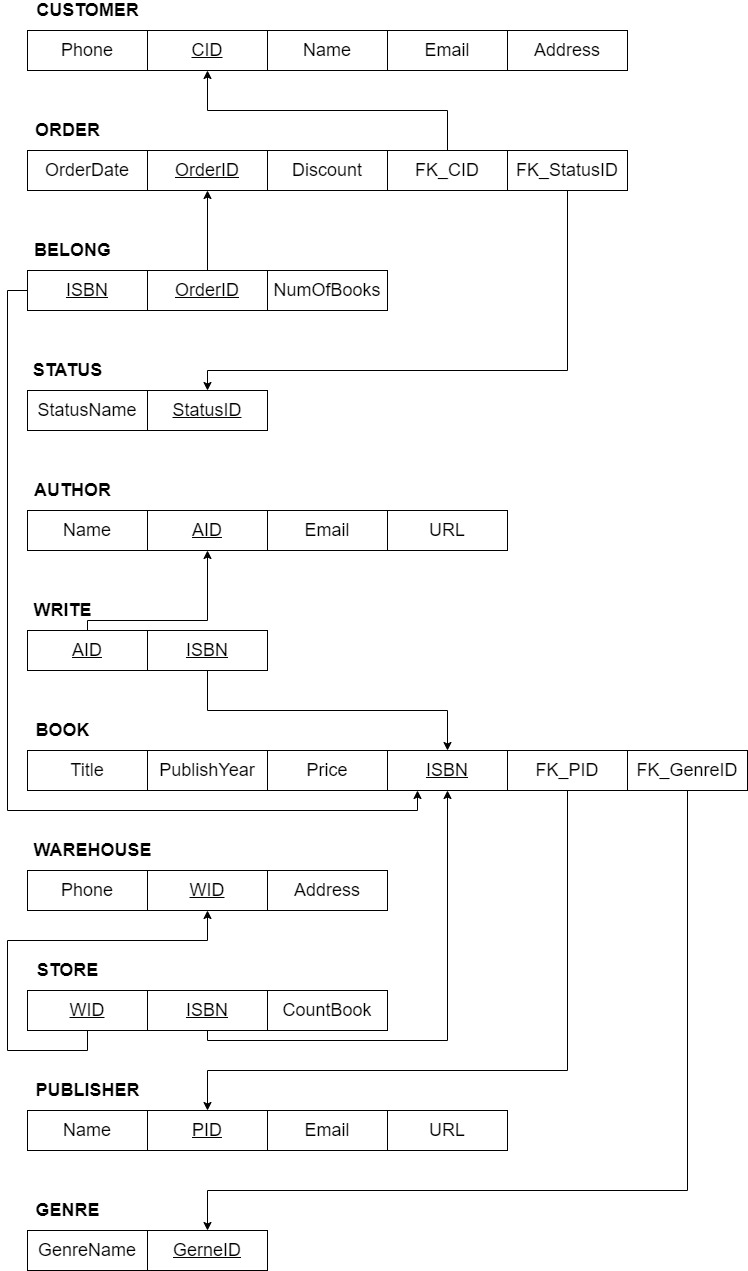 CUSTOMER
Phone CID Name Email Address
ORDER
OrderDate OrderID Discount FK_CID FK_StatusID
BELONG
ISBN OrderID NumOfBooks
STATUS
StatusName StatusID
AUTHOR
Name AID Email URL
WRITE
AID ISBN
BOOK
Title PublishYear Price ISBN FK_PID FK_GenreID
WAREHOUSE
Phone WID Address
STORE
WID ISBN CountBook
PUBLISHER
Name PID Email URL
GENRE
GenreName GerneID